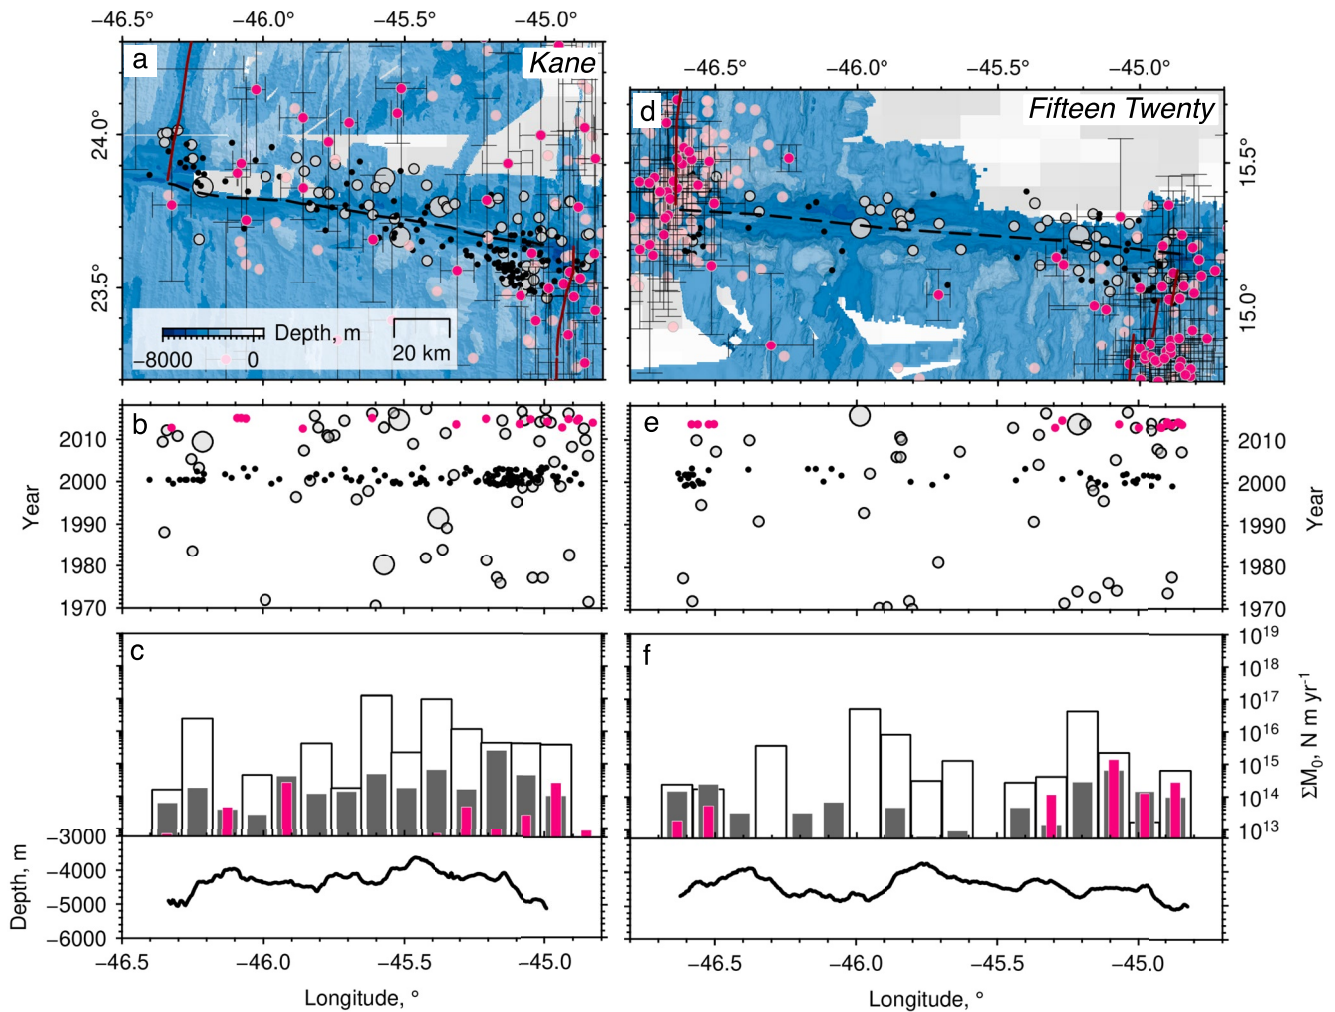 −46.5° −46.0° −45.5° −45.0°
a
Kane
24.0°
23.5°
Depth, m
−8000 0
20 km
−46.5° −46.0° −45.5° −45.0°
d
Fifteen Twenty
15.5°
15.0°
b
2010
2000
1990
1980
1970
Year
e
2010
2000
1990
1980
1970
Year
c
−3000
−4000
−5000
−6000
Depth, m
−46.5 −46.0 −45.5 −45.0
Longitude, °
f
10¹⁹
10¹⁸
10¹⁷
10¹⁶
10¹⁵
10¹⁴
10¹³
ΣM₀, N m yr⁻¹
−46.5 −46.0 −45.5 −45.0
Longitude, °